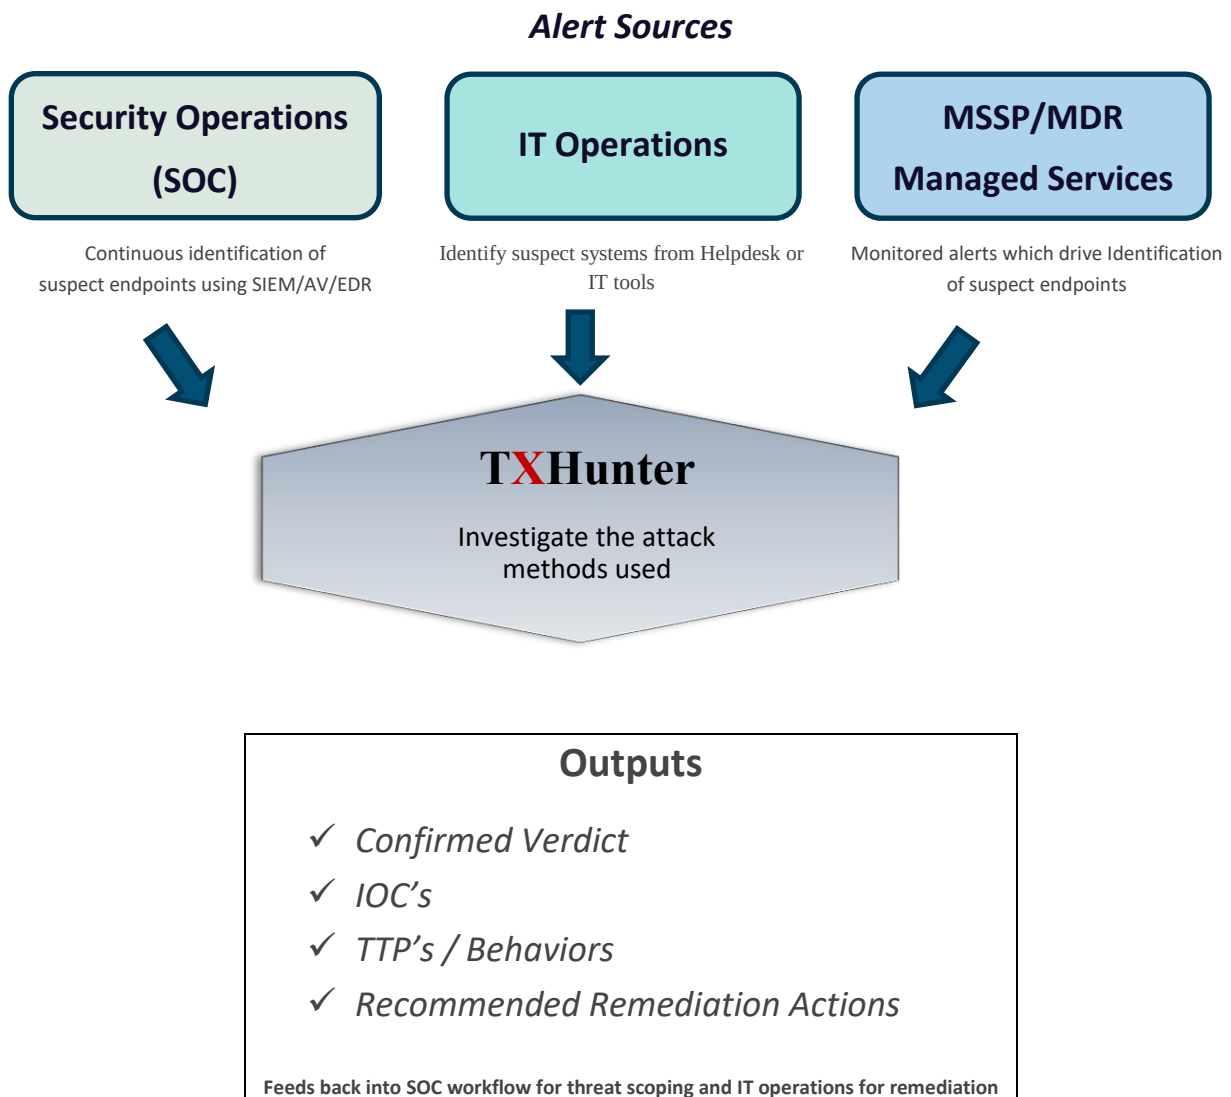 Alert Sources
Security Operations
(SOC)
IT Operations
MSSP/MDR
Managed Services
Continuous identification of
suspect endpoints using SIEM/AV/EDR
Identify suspect systems from Helpdesk or
IT tools
Monitored alerts which drive Identification
of suspect endpoints
TXHunter
Investigate the attack
methods used
Outputs
✓ Confirmed Verdict
✓ IOC’s
✓ TTP’s / Behaviors
✓ Recommended Remediation Actions
Feeds back into SOC workflow for threat scoping and IT operations for remediation